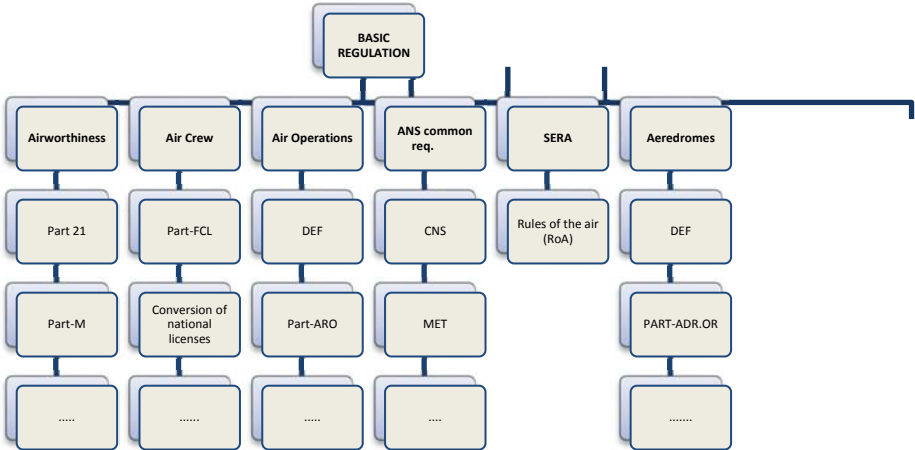 BASIC
REGULATION
Airworthiness
Air Crew
Air Operations
ANS common
req.
SERA
Aeredromes
Part 21
Part-FCL
DEF
CNS
Rules of the air
(RoA)
DEF
Part-M
Conversion of
national
licenses
Part-ARO
MET
PART-ADR.OR
.....
......
.....
....
.......